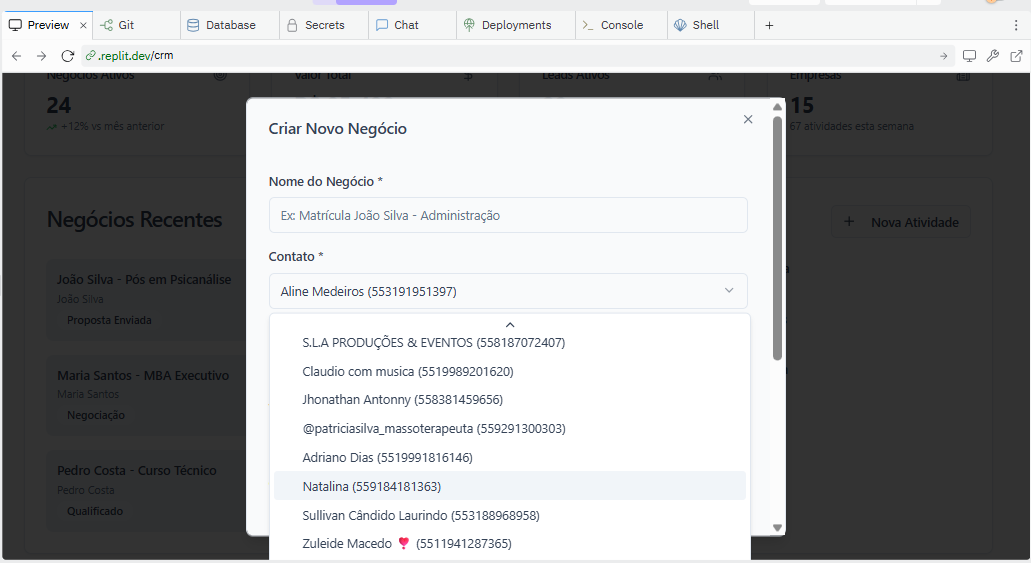 Preview
Git
Database
Secrets
Chat
Deployments
Console
Shell
.replit.dev/crm
Negócios Ativos
Valor Total
Leads Ativos
Empresas
24
15
+12% vs mês anterior
67 atividades esta semana
Criar Novo Negócio
Nome do Negócio *
Ex: Matrícula João Silva - Administração
Contato *
Aline Medeiros (553191951397)
S.L.A PRODUÇÕES & EVENTOS (558187072407)
Claudio com musica (5519989201620)
Jhonathan Antonny (558381459656)
@patriciasilva_massoterapeuta (559291300303)
Adriano Dias (5519991816146)
Natalina (559184181363)
Sullivan Cândido Laurindo (553188968958)
Zuleide Macedo ❣️ (5511941287365)
Negócios Recentes
Nova Atividade
João Silva - Pós em Psicanálise
João Silva
Proposta Enviada
Maria Santos - MBA Executivo
Maria Santos
Negociação
Pedro Costa - Curso Técnico
Pedro Costa
Qualificado